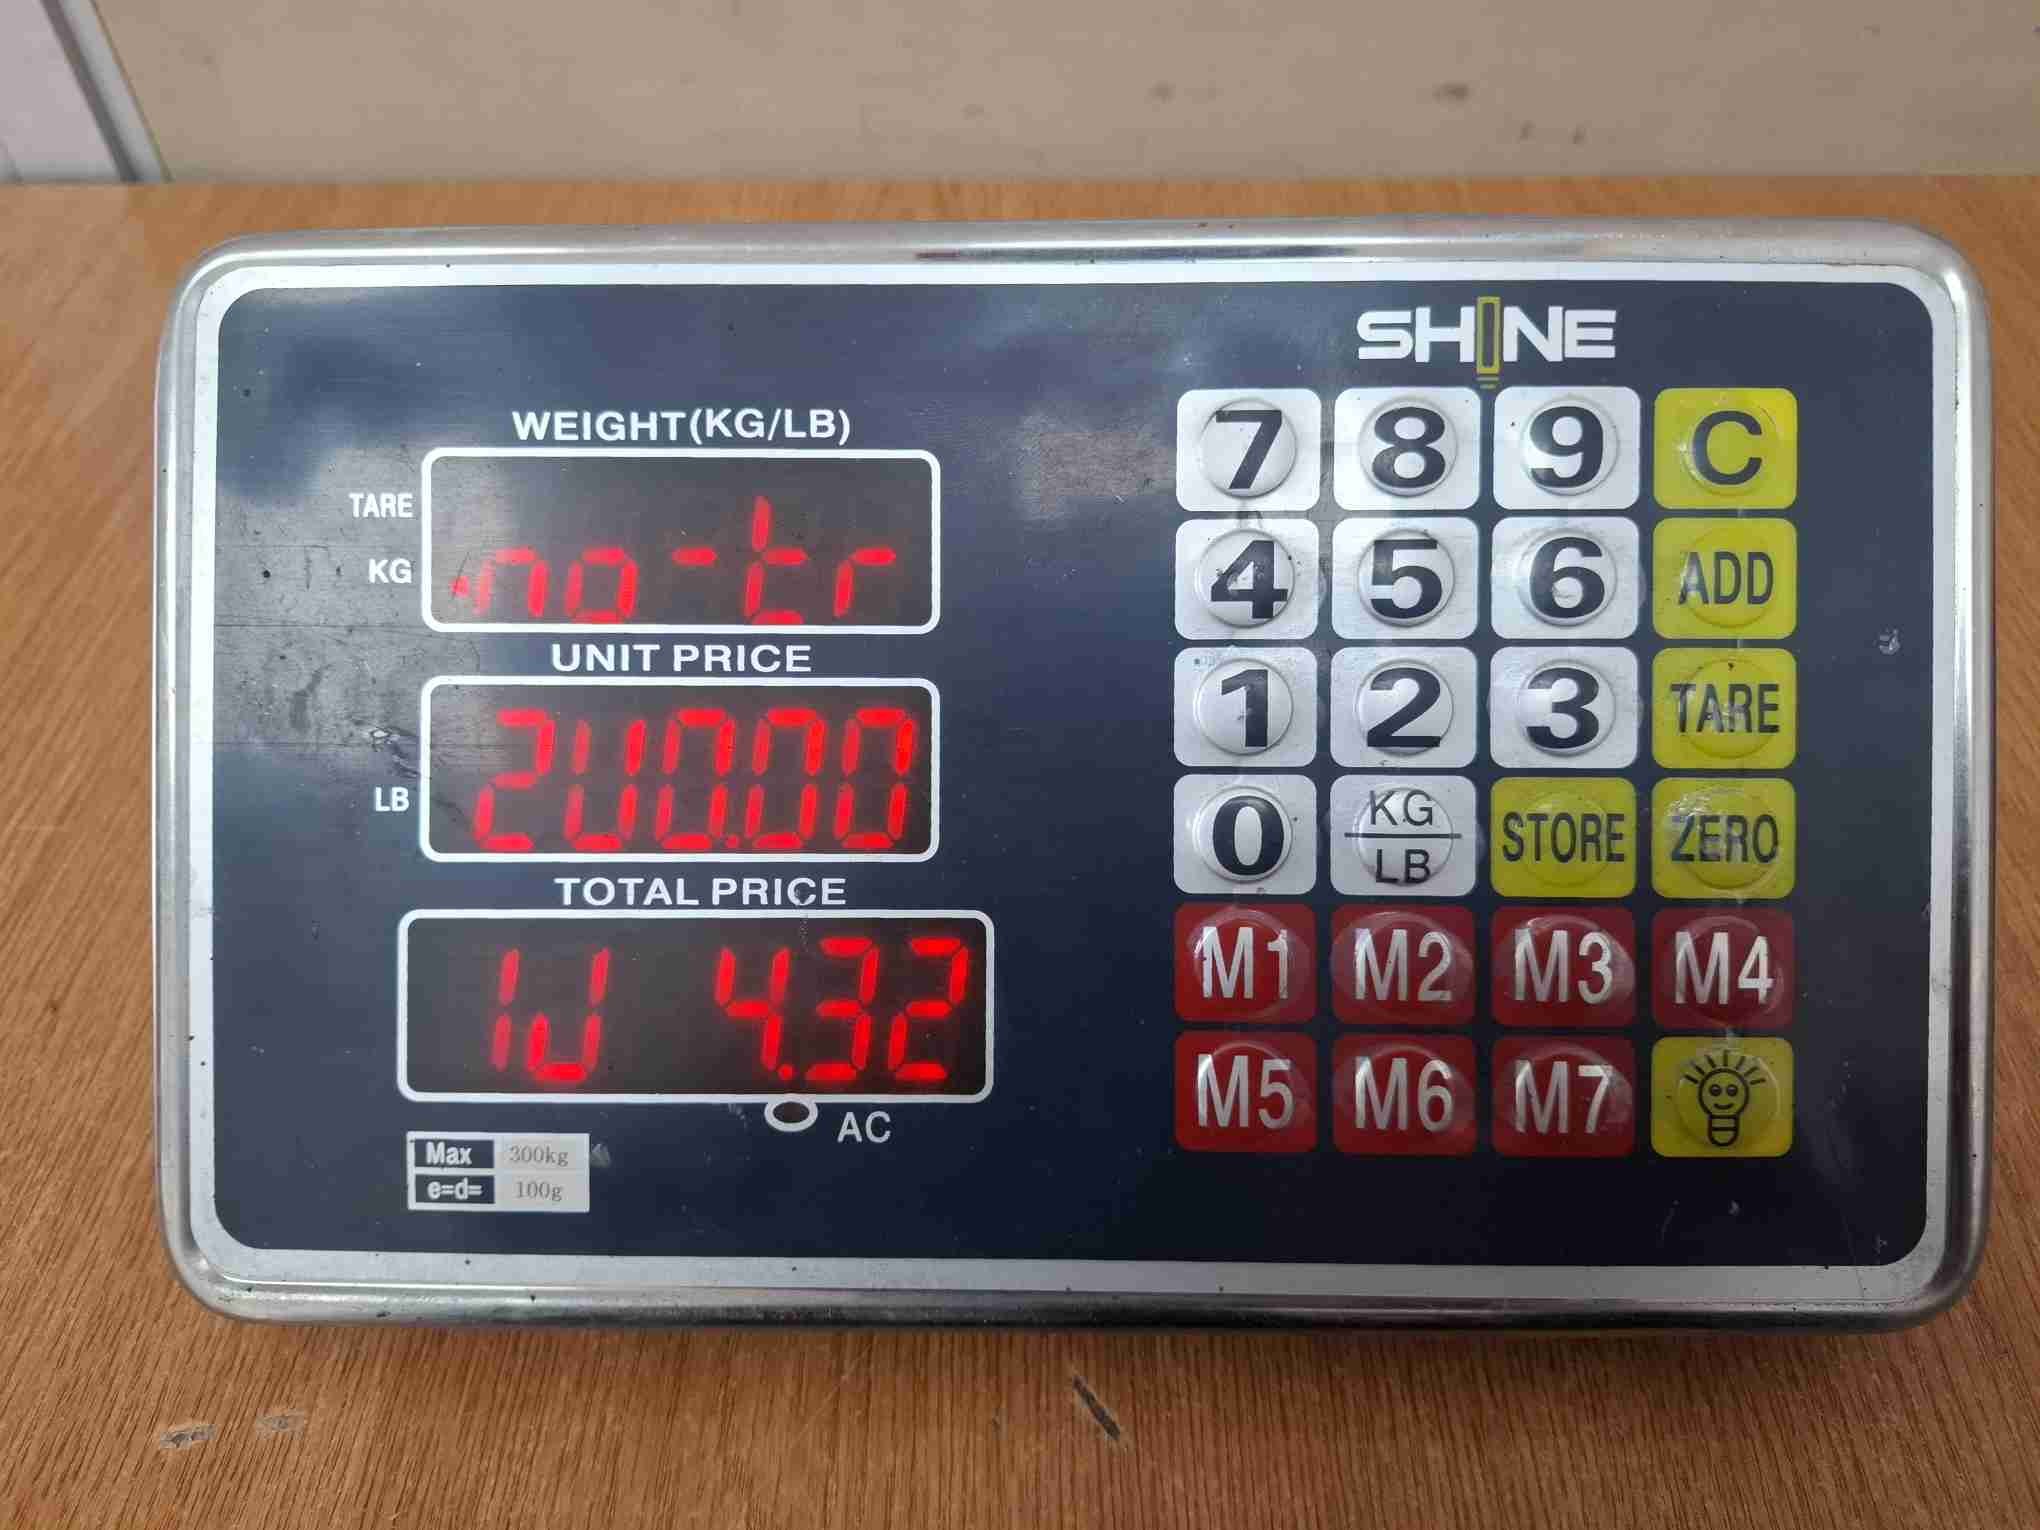 SHINE
WEIGHT(KG/LB)
TARE
KG
no-tr
UNIT PRICE
LB
200.00
TOTAL PRICE
4.32
AC
Max 300kg
e=d= 100g
7 8 9 C
4 5 6 ADD
1 2 3 TARE
0 KG/LB STORE ZERO
M1 M2 M3 M4
M5 M6 M7